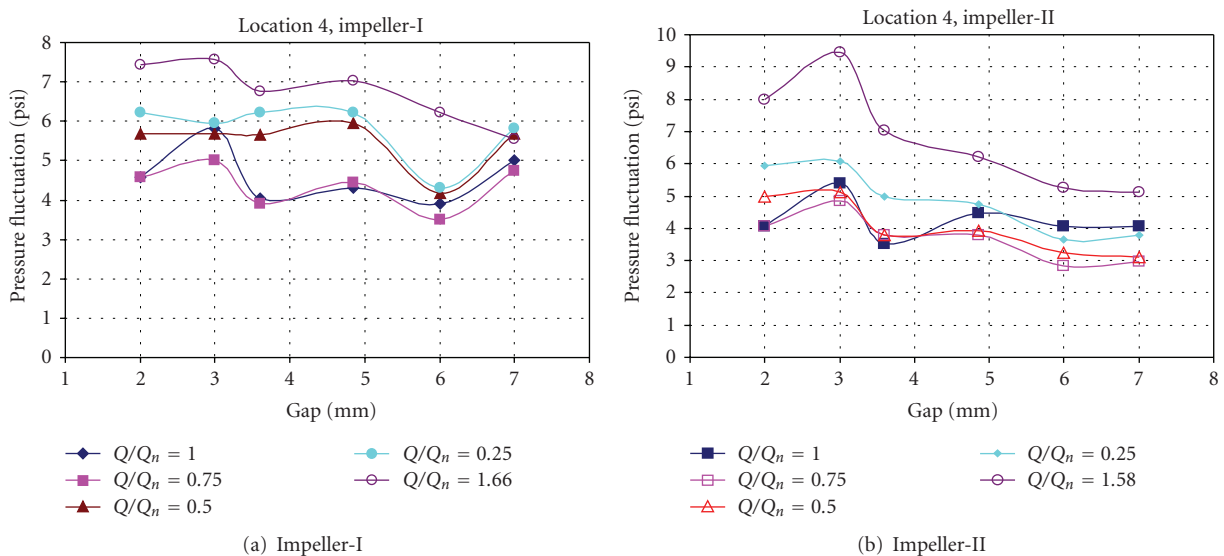 Location 4, impeller-I
8
7
6
5
4
3
2
1
0
Pressure fluctuation (psi)
1 2 3 4 5 6 7 8
Gap (mm)
Q/Qn = 1
Q/Qn = 0.75
Q/Qn = 0.5
Q/Qn = 0.25
Q/Qn = 1.66
(a) Impeller-I
Location 4, impeller-II
10
9
8
7
6
5
4
3
2
1
0
Pressure fluctuation (psi)
1 2 3 4 5 6 7 8
Gap (mm)
Q/Qn = 1
Q/Qn = 0.75
Q/Qn = 0.5
Q/Qn = 0.25
Q/Qn = 1.58
(b) Impeller-II